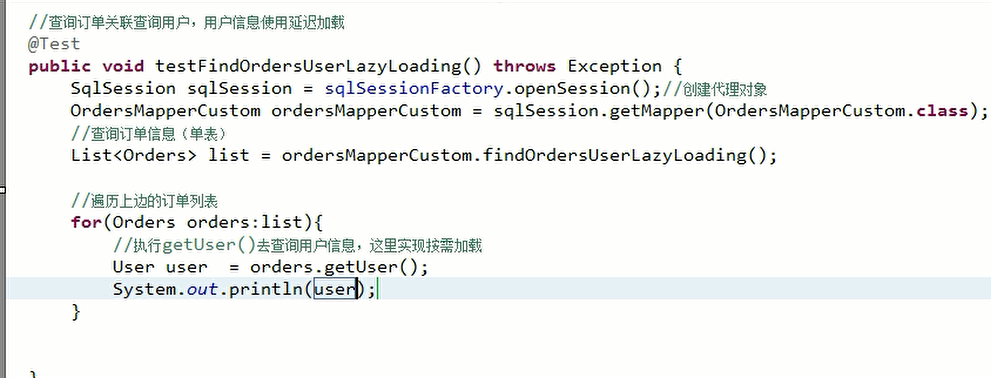 //查询订单关联查询用户，用户信息使用延迟加载
@Test
public void testFindOrdersUserLazyLoading() throws Exception {
SqlSession sqlSession = sqlSessionFactory.openSession();//创建代理对象
OrdersMapperCustom ordersMapperCustom = sqlSession.getMapper(OrdersMapperCustom.class);
//查询订单信息（单表）
List<Orders> list = ordersMapperCustom.findOrdersUserLazyLoading();
//遍历上边的订单列表
for(Orders orders:list){
//执行getUser()去查询用户信息，这里实现按需加载
User user  = orders.getUser();
System.out.println(user);
}
}